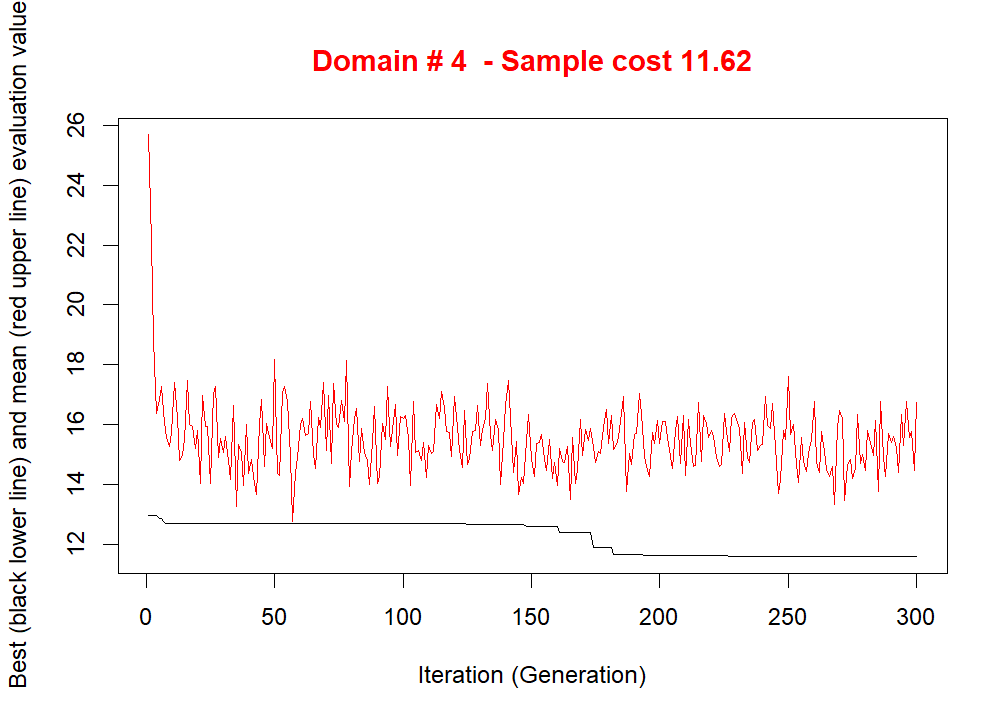 Domain # 4 - Sample cost 11.62
Best (black lower line) and mean (red upper line) evaluation value
26
24
22
20
18
16
14
12
0 50 100 150 200 250 300
Iteration (Generation)